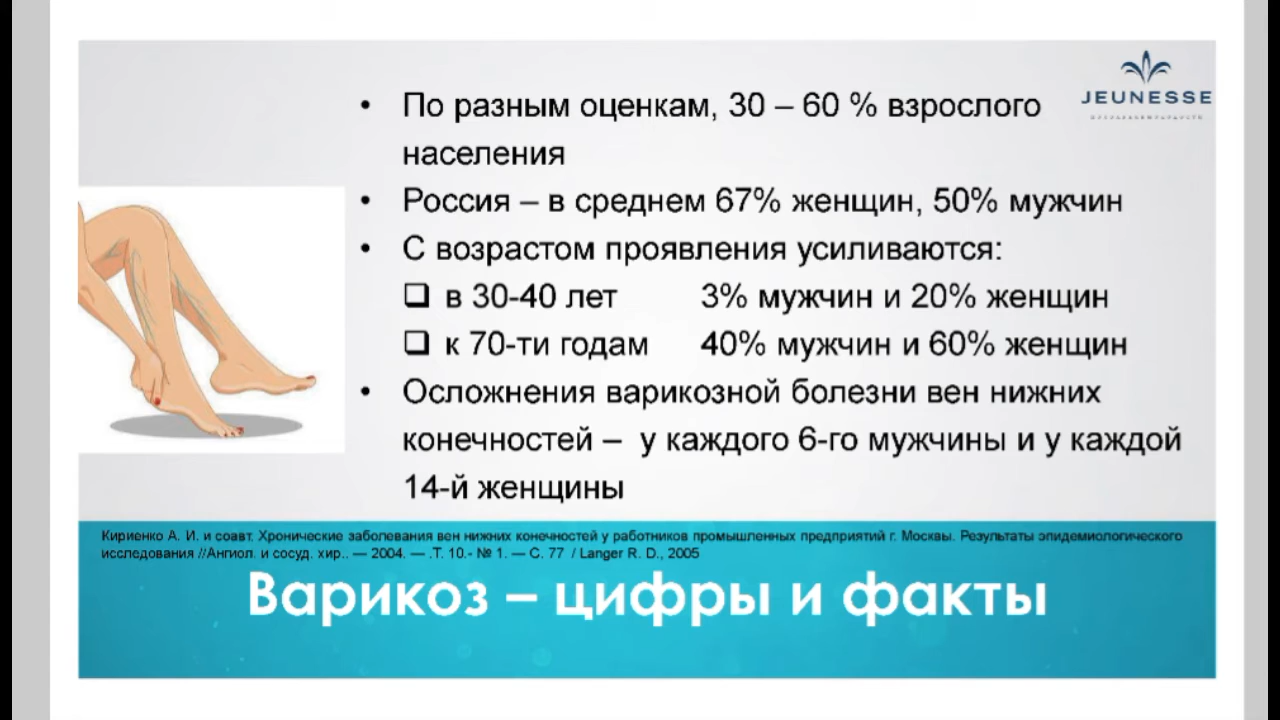 JEUNESSE
• По разным оценкам, 30 – 60 % взрослого
населения
• Россия – в среднем 67% женщин, 50% мужчин
• С возрастом проявления усиливаются:
❑ в 30-40 лет 3% мужчин и 20% женщин
❑ к 70-ти годам 40% мужчин и 60% женщин
• Осложнения варикозной болезни вен нижних
конечностей – у каждого 6-го мужчины и у каждой
14-й женщины
Кириенко А. И. и соавт. Хронические заболевания вен нижних конечностей у работников промышленных предприятий г. Москвы. Результаты эпидемиологического
исследования //Ангиол. и сосуд. хир.. — 2004. — .Т. 10.- № 1. — С. 77 / Langer R. D., 2005
Варикоз – цифры и факты